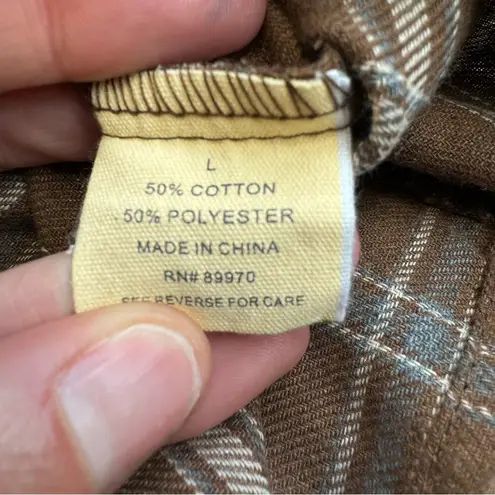 L
50% COTTON
50% POLYESTER
MADE IN CHINA
RN# 89970
SEE REVERSE FOR CARE